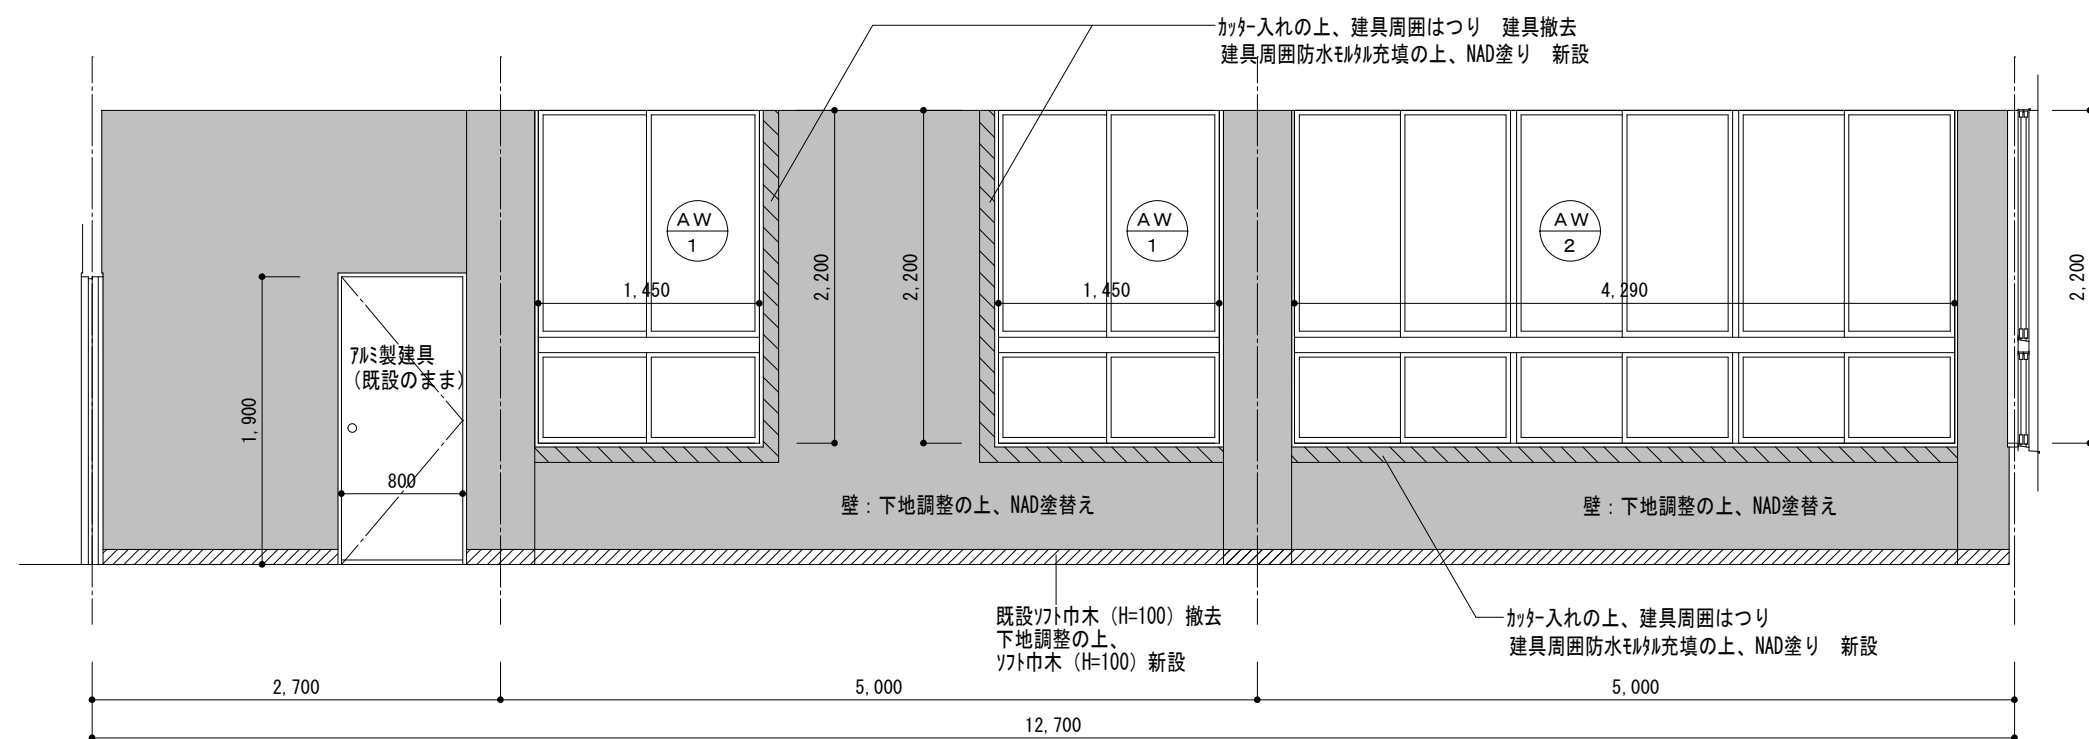 ｶｯﾀｰ入れの上、建具周囲はつり　建具撤去
建具周囲防水ﾓﾙﾀﾙ充填の上、NAD塗り　新設
AW
1
AW
1
AW
2
2,200
2,200
2,200
1,450
1,450
4,290
ｱﾙﾐ製建具
（既設のまま）
1,900
800
壁：下地調整の上、NAD塗替え
壁：下地調整の上、NAD塗替え
既設ｿﾌﾄ巾木（H=100）撤去
下地調整の上、
ｿﾌﾄ巾木（H=100）新設
ｶｯﾀｰ入れの上、建具周囲はつり
建具周囲防水ﾓﾙﾀﾙ充填の上、NAD塗り　新設
2,700
5,000
5,000
12,700